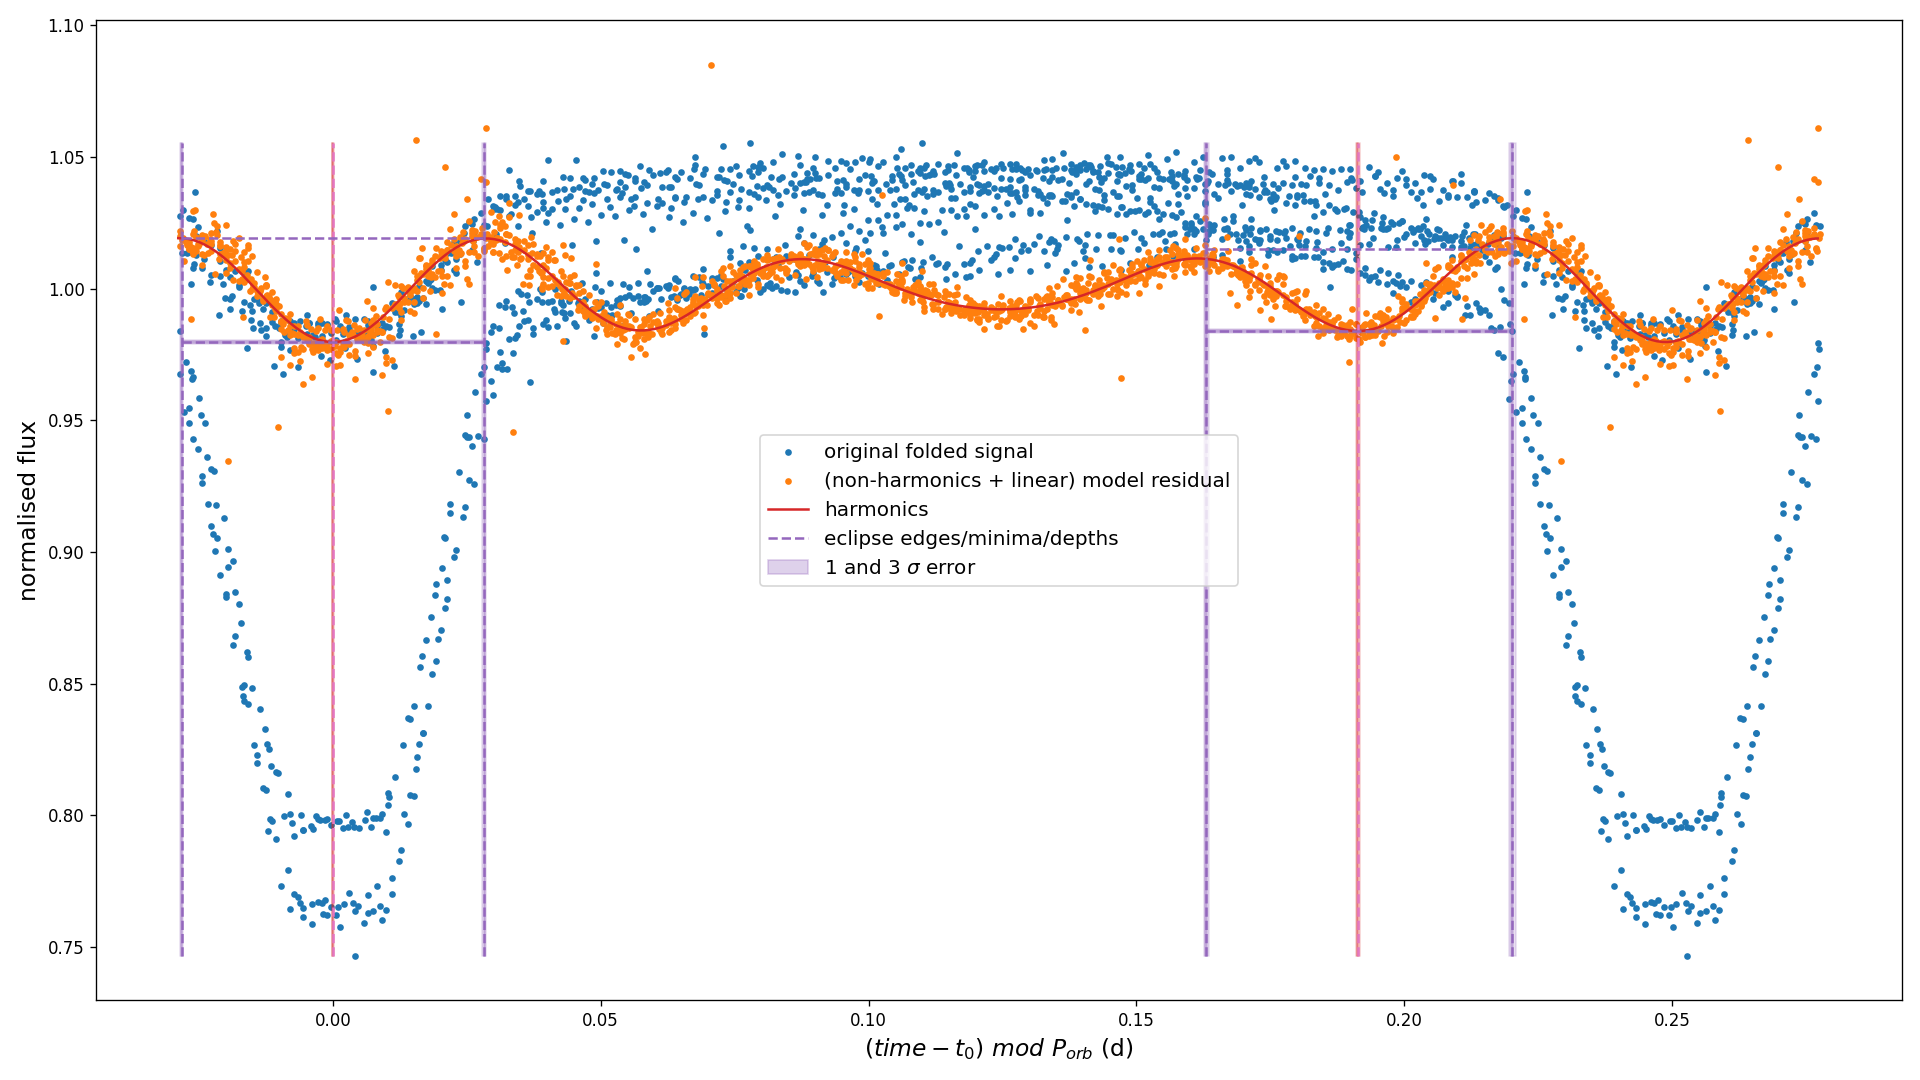 1.10
1.05
1.00
0.95
0.90
0.85
0.80
0.75
normalised flux
original folded signal
(non-harmonics + linear) model residual
harmonics
eclipse edges/minima/depths
1 and 3 σ error
0.00 0.05 0.10 0.15 0.20 0.25
(time − t₀) mod Pₒᵣb (d)